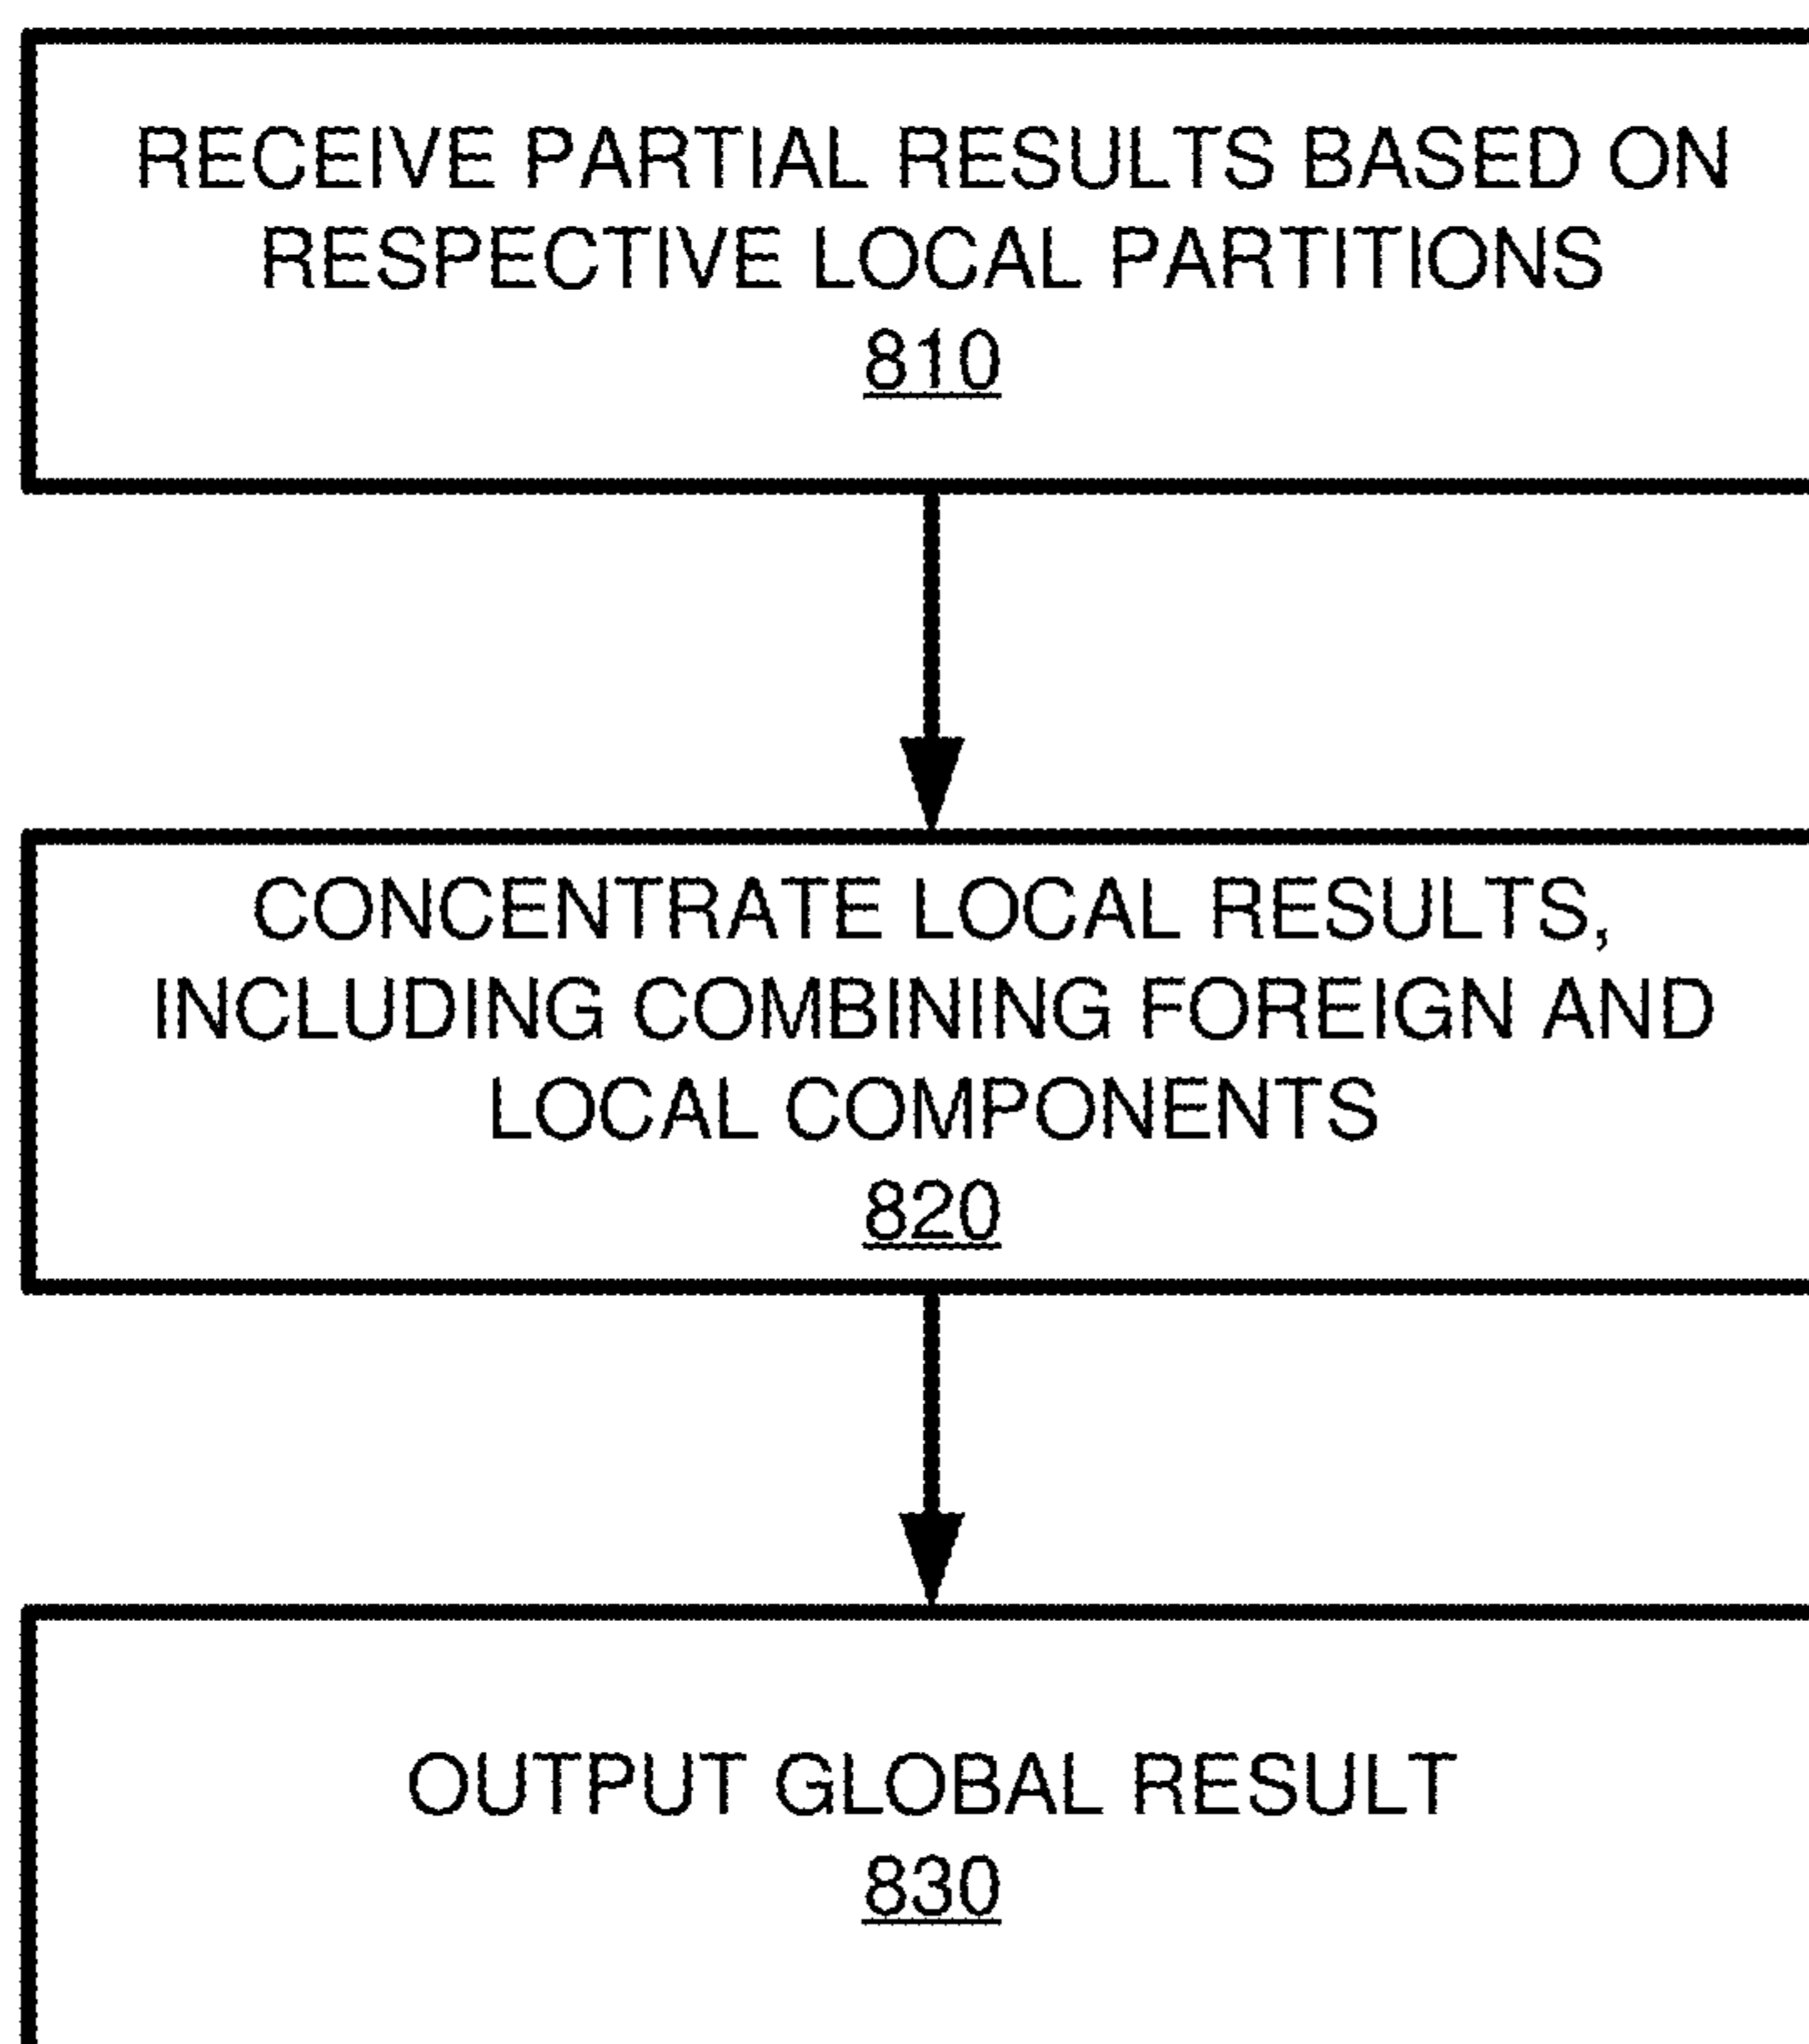 RECEIVE PARTIAL RESULTS BASED ON
RESPECTIVE LOCAL PARTITIONS
810
CONCENTRATE LOCAL RESULTS,
INCLUDING COMBINING FOREIGN AND
LOCAL COMPONENTS
820
OUTPUT GLOBAL RESULT
830